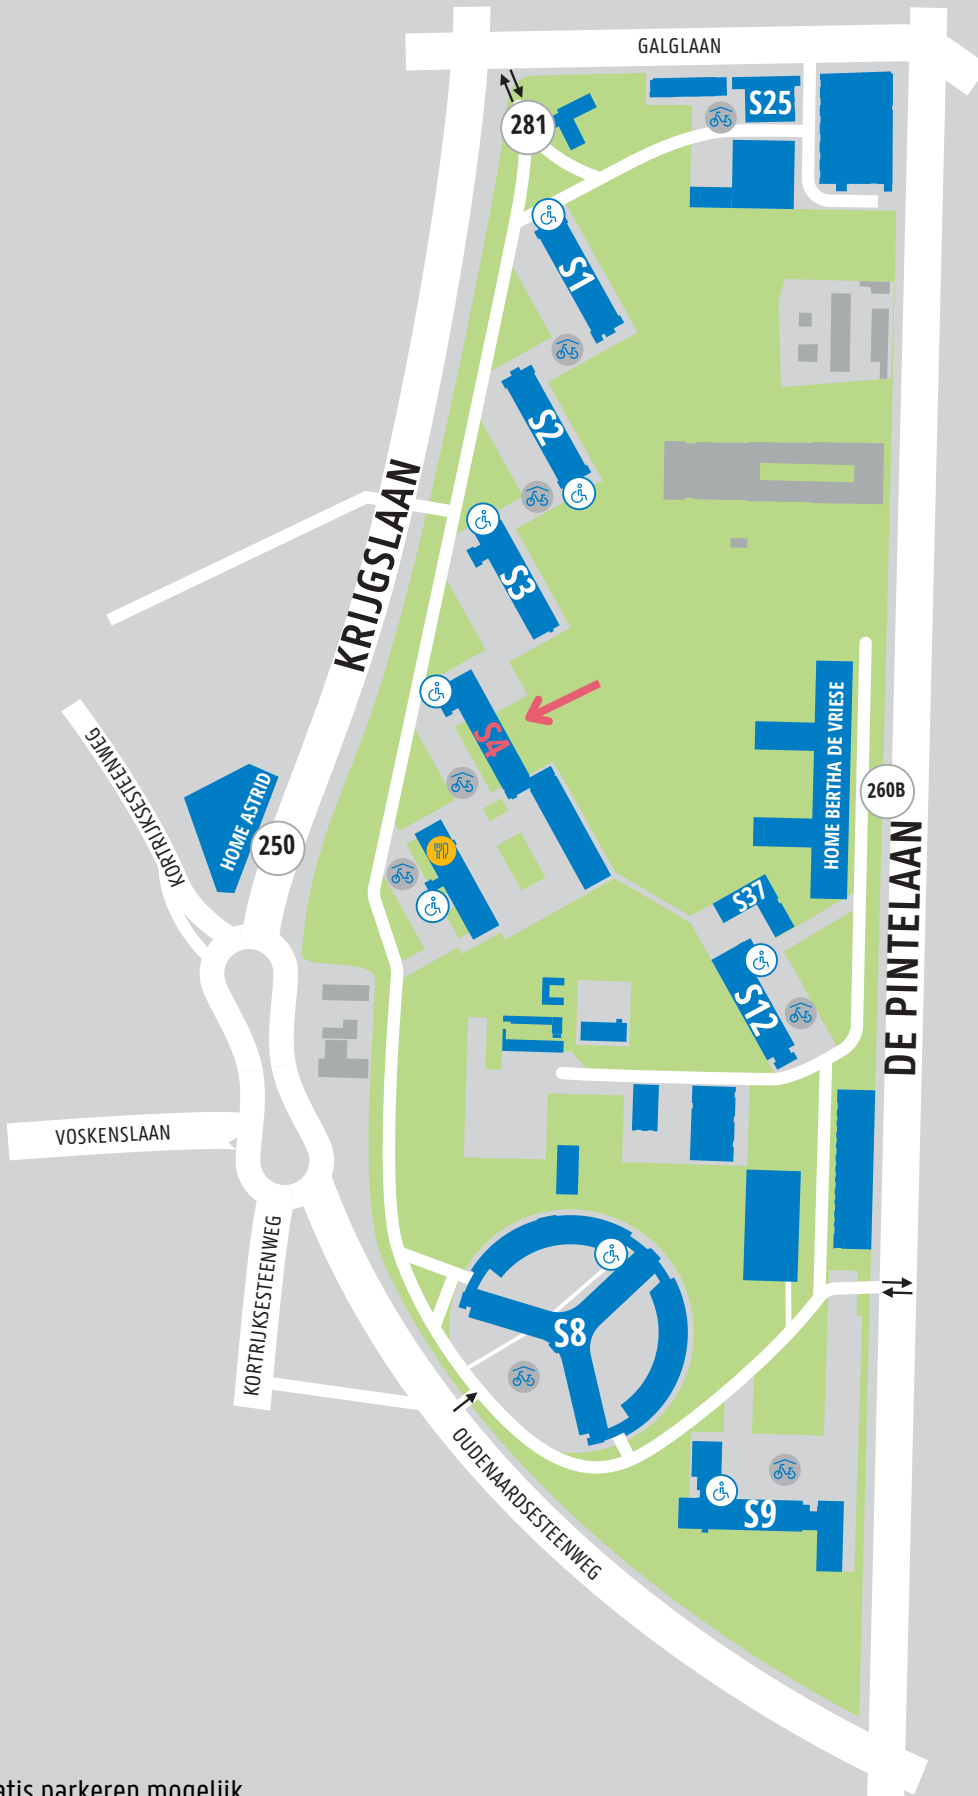 GALGLAAN
281
S25
S1
S2
KRIJGSLAAN
S3
S4
HOME BERTHA DE VRIESE
KORTRIJKSESTEENWEG
HOME ASTRID
260B
250
DE PINTELAAN
S37
S12
VOSKENSLAAN
KORTRIJKSESTEENWEG
S8
OUDENAARDSESTEENWEG
S9
atis parkeren mogelijk